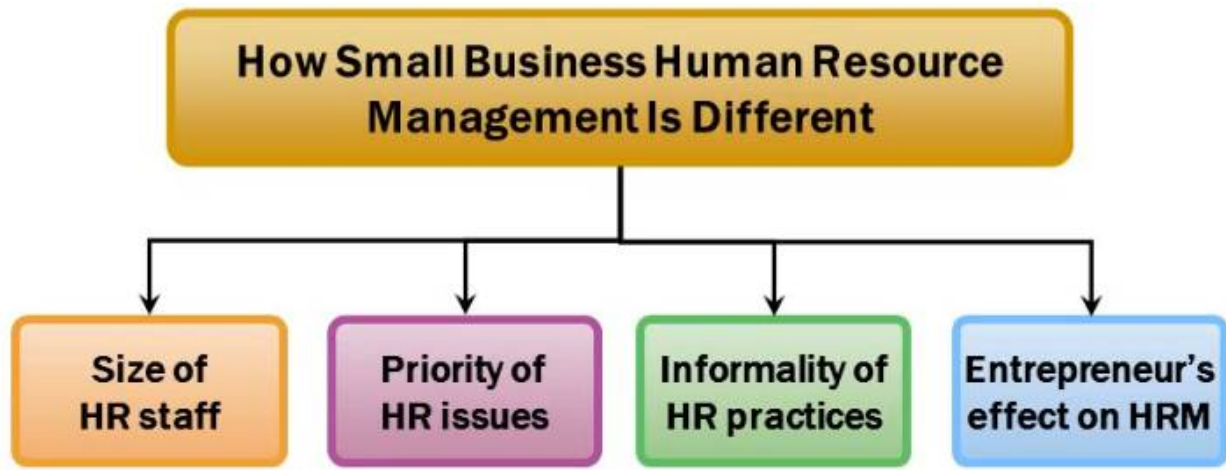 How Small Business Human Resource
Management Is Different
Size of
HR staff
Priority of
HR issues
Informality of
HR practices
Entrepreneur’s
effect on HRM